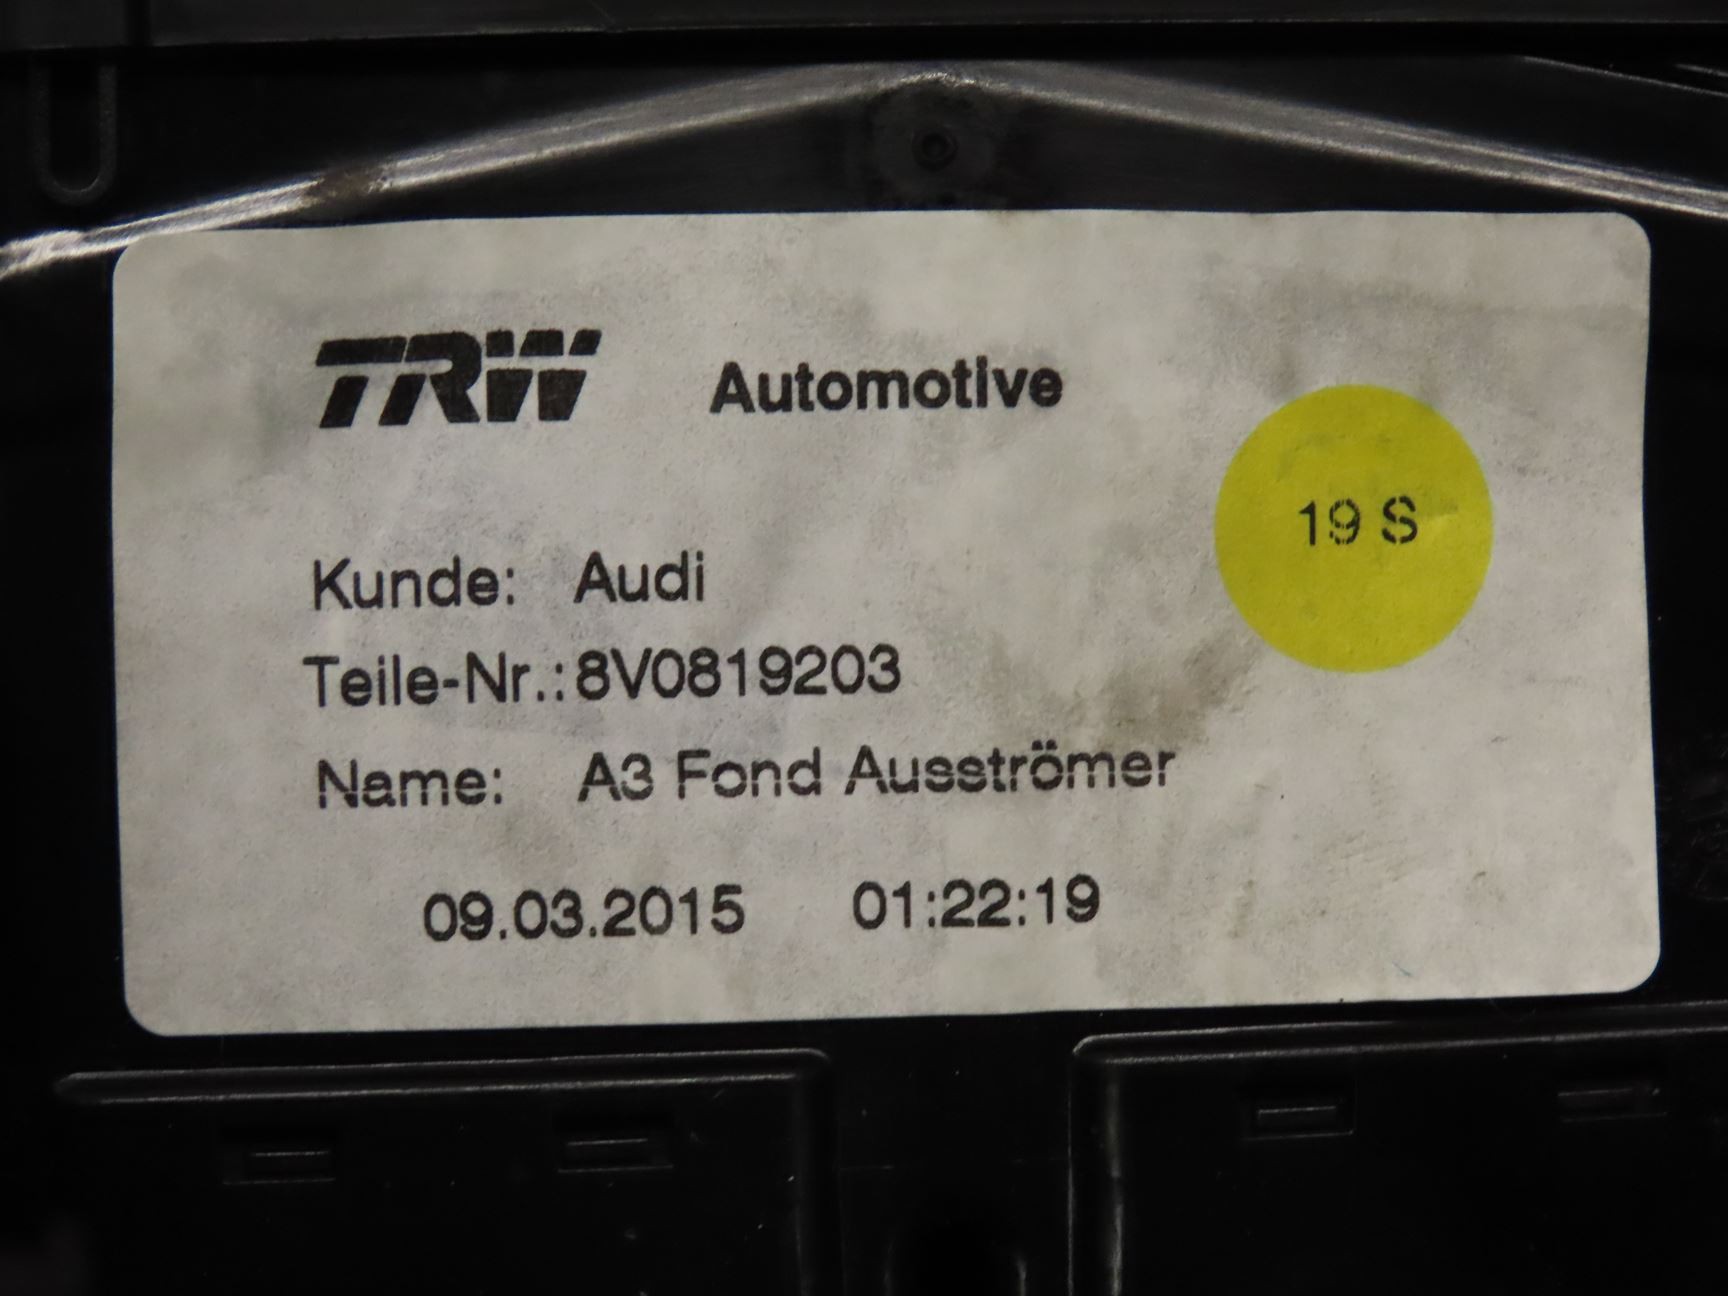 TRW Automotive
19 S
Kunde: Audi
Teile-Nr.: 8V0819203
Name: A3 Fond Ausströmer
09.03.2015 01:22:19